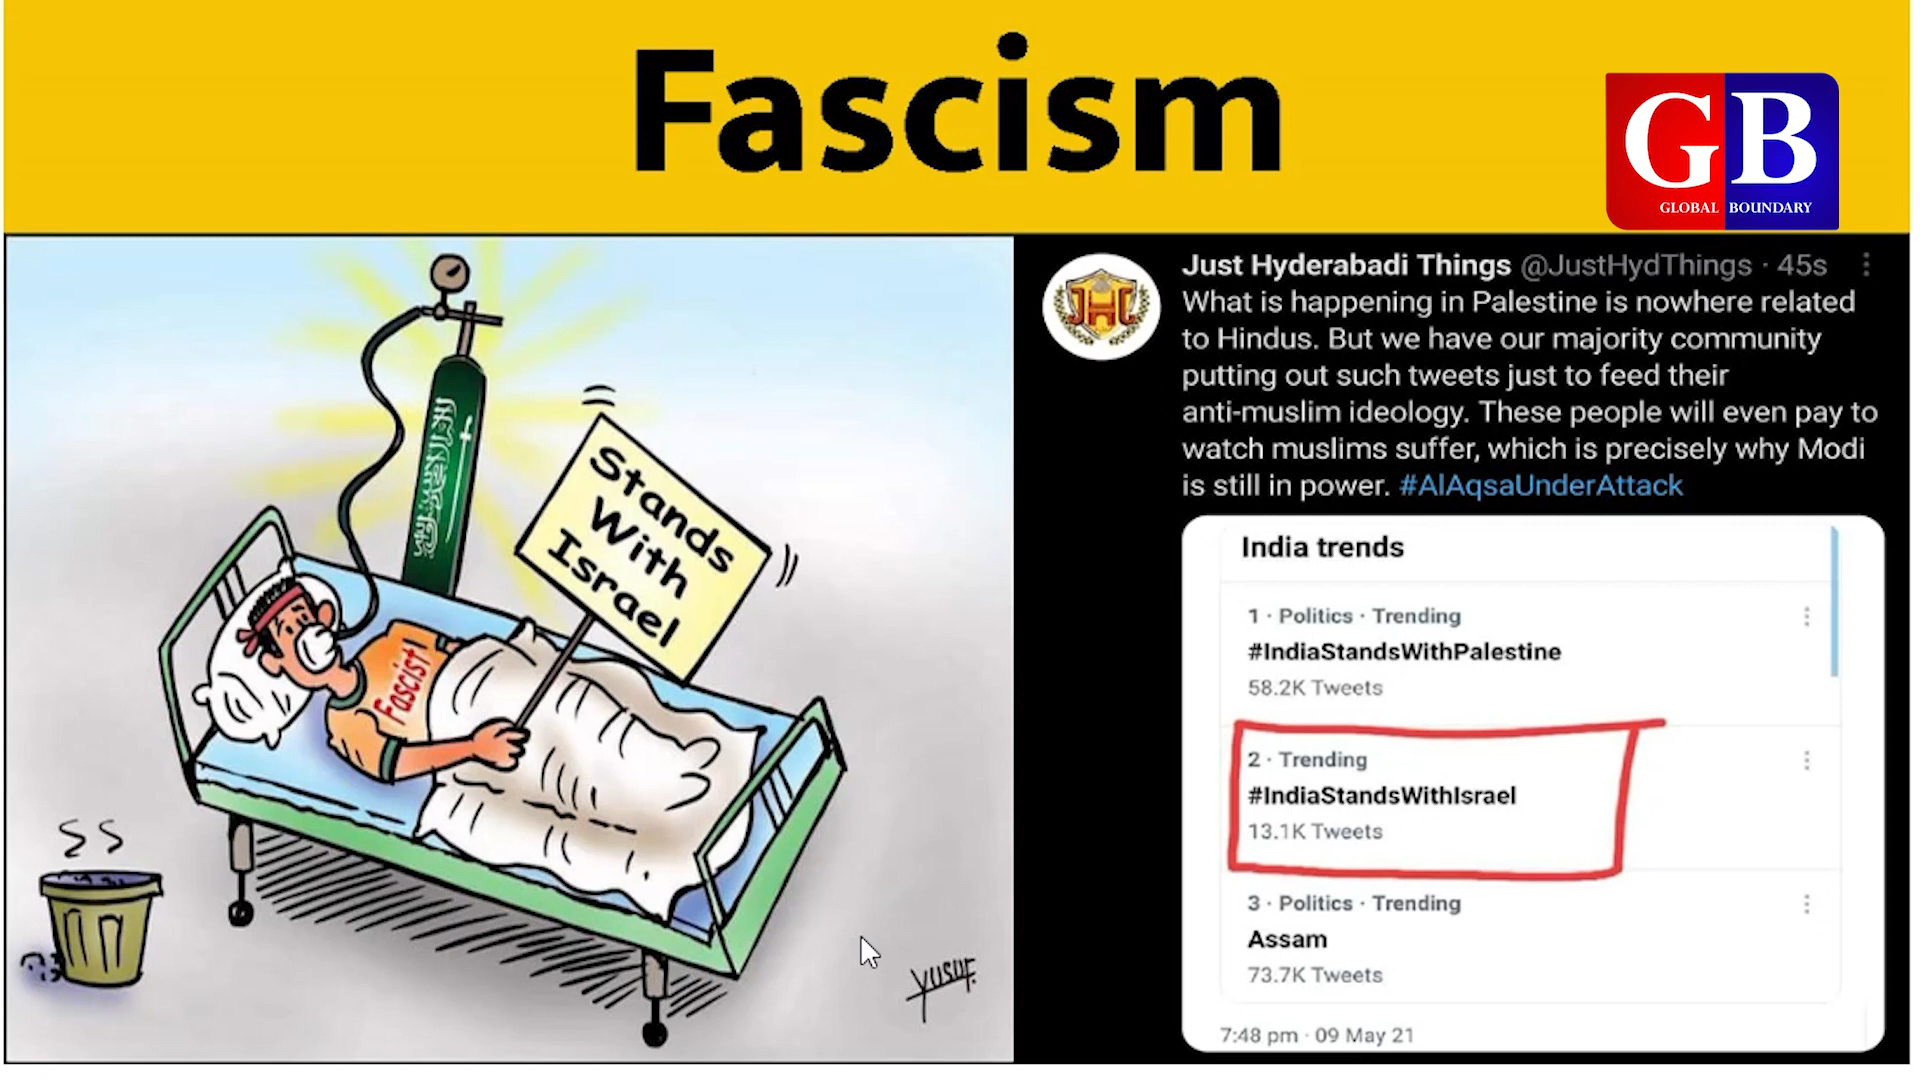 Fascism
GB
GLOBAL BOUNDARY
Stands
With
Israel
Fascist
YUSUF.
Just Hyderabadi Things @JustHydThings · 45s
What is happening in Palestine is nowhere related
to Hindus. But we have our majority community
putting out such tweets just to feed their
anti-muslim ideology. These people will even pay to
watch muslims suffer, which is precisely why Modi
is still in power. #AlAqsaUnderAttack
India trends
1 · Politics · Trending
#IndiaStandsWithPalestine
58.2K Tweets
2 · Trending
#IndiaStandsWithIsrael
13.1K Tweets
3 · Politics · Trending
Assam
73.7K Tweets
7:48 pm · 09 May 21